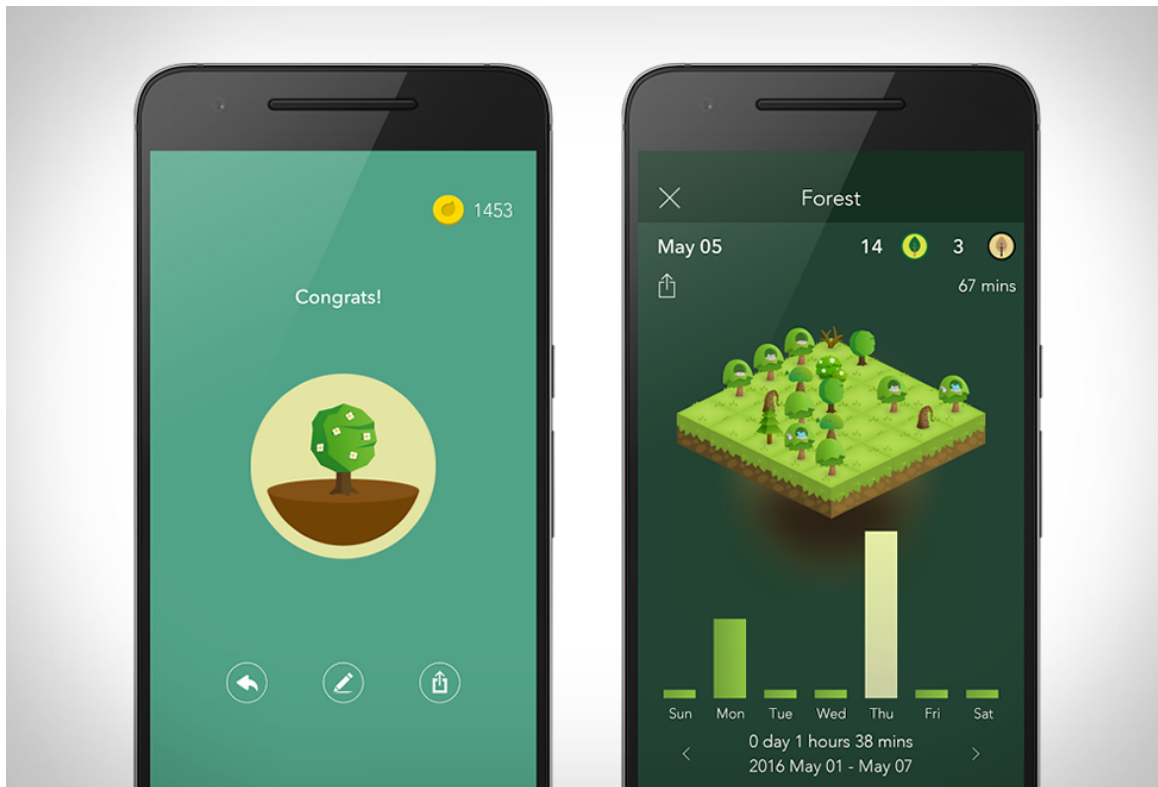 1453
Congrats!
Forest
May 05 14 3
67 mins
Sun Mon Tue Wed Thu Fri Sat
0 day 1 hours 38 mins
2016 May 01 - May 07